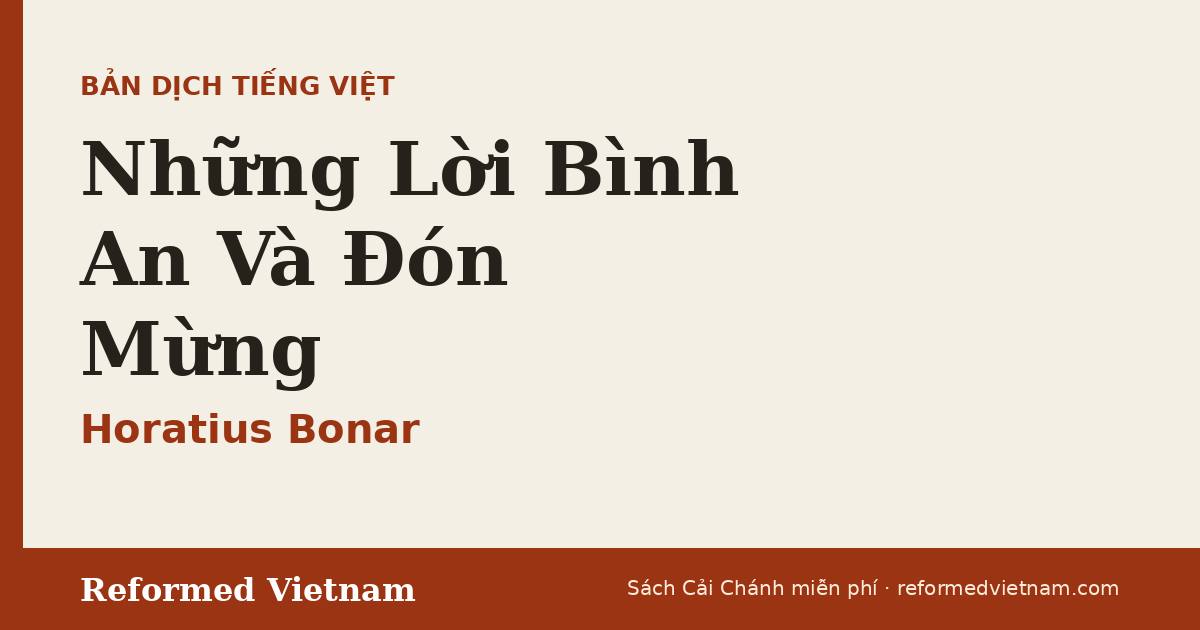 BẢN DỊCH TIẾNG VIỆT
Những Lời Bình
An Và Đón
Mừng
Horatius Bonar
Reformed Vietnam
Sách Cải Chánh miễn phí · reformedvietnam.com